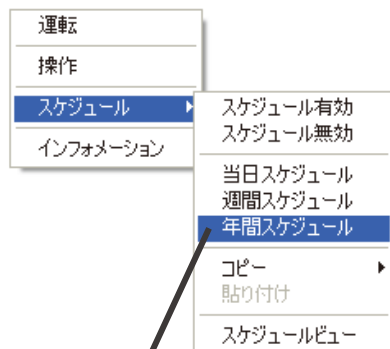 運転
操作
スケジュール
インフォメーション
スケジュール有効
スケジュール無効
当日スケジュール
週間スケジュール
年間スケジュール
コピー
貼り付け
スケジュールビュー